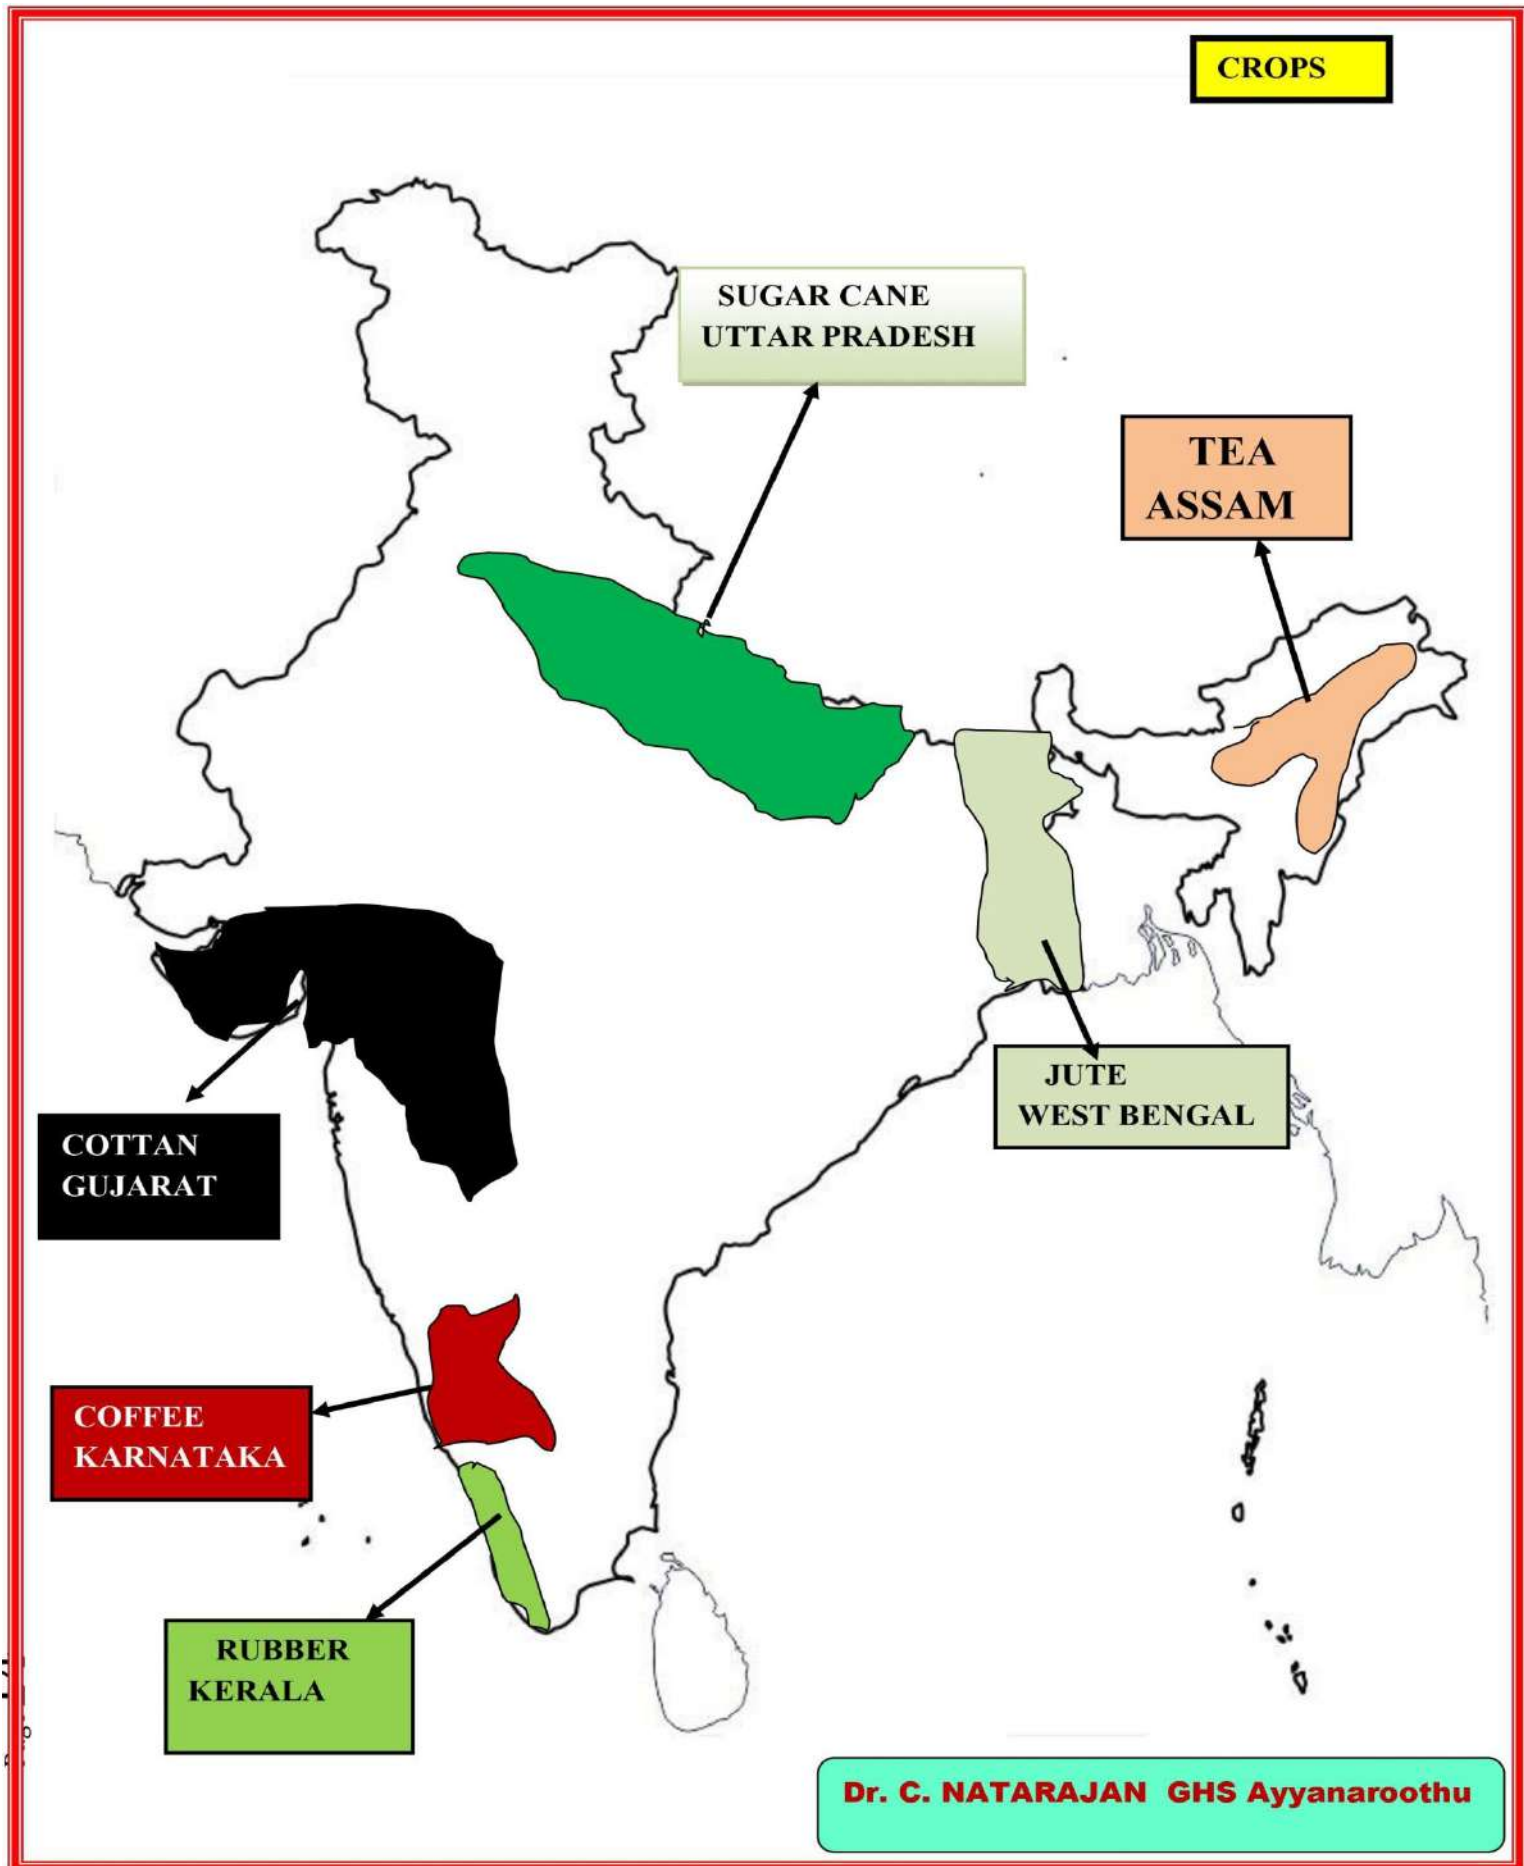 CROPS
SUGAR CANE
UTTAR PRADESH
TEA
ASSAM
JUTE
WEST BENGAL
COTTAN
GUJARAT
COFFEE
KARNATAKA
RUBBER
KERALA
Dr. C. NATARAJAN GHS Ayyanaroothu